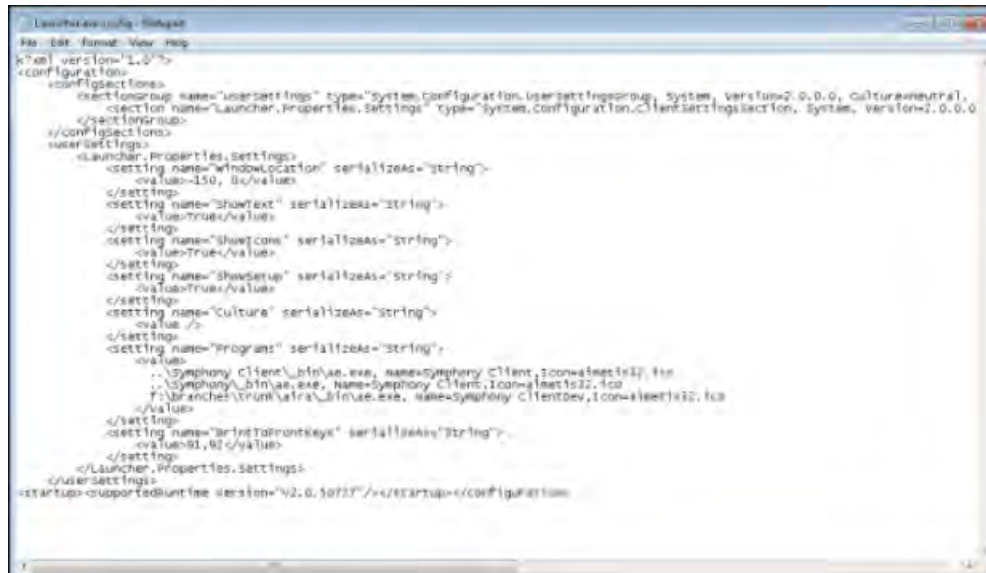 Launcher.exe.config - Notepad
File Edit Format View Help
<?xml version="1.0"?>
<configuration>
<configSections>
<sectionGroup name="userSettings" type="System.Configuration.UserSettingsGroup, System, Version=2.0.0.0, Culture=neutral,
<section name="Launcher.Properties.Settings" type="System.Configuration.ClientSettingsSection, System, Version=2.0.0.0
</sectionGroup>
</configSections>
<userSettings>
<Launcher.Properties.Settings>
<setting name="WindowLocation" serializeAs="String">
<value>-150, 0</value>
</setting>
<setting name="ShowText" serializeAs="String">
<value>True</value>
</setting>
<setting name="ShowIcons" serializeAs="String">
<value>True</value>
</setting>
<setting name="ShowSetup" serializeAs="String">
<value>True</value>
</setting>
<setting name="Culture" serializeAs="String">
<value />
</setting>
<setting name="Programs" serializeAs="String">
<value>
..\Symphony Client\_bin\ae.exe, Name=Symphony Client,Icon=aimetis32.ico
..\Symphony\_bin\ae.exe, Name=Symphony Client,Icon=aimetis32.ico
f:\branches\trunk\aira\_bin\ae.exe, Name=Symphony ClientDev,Icon=aimetis32.ico
</value>
</setting>
<setting name="BrintToFrontKeys" serializeAs="String">
<value>91,92</value>
</setting>
</Launcher.Properties.Settings>
</userSettings>
<startup><supportedRuntime version="v2.0.50727"/></startup></configuration>